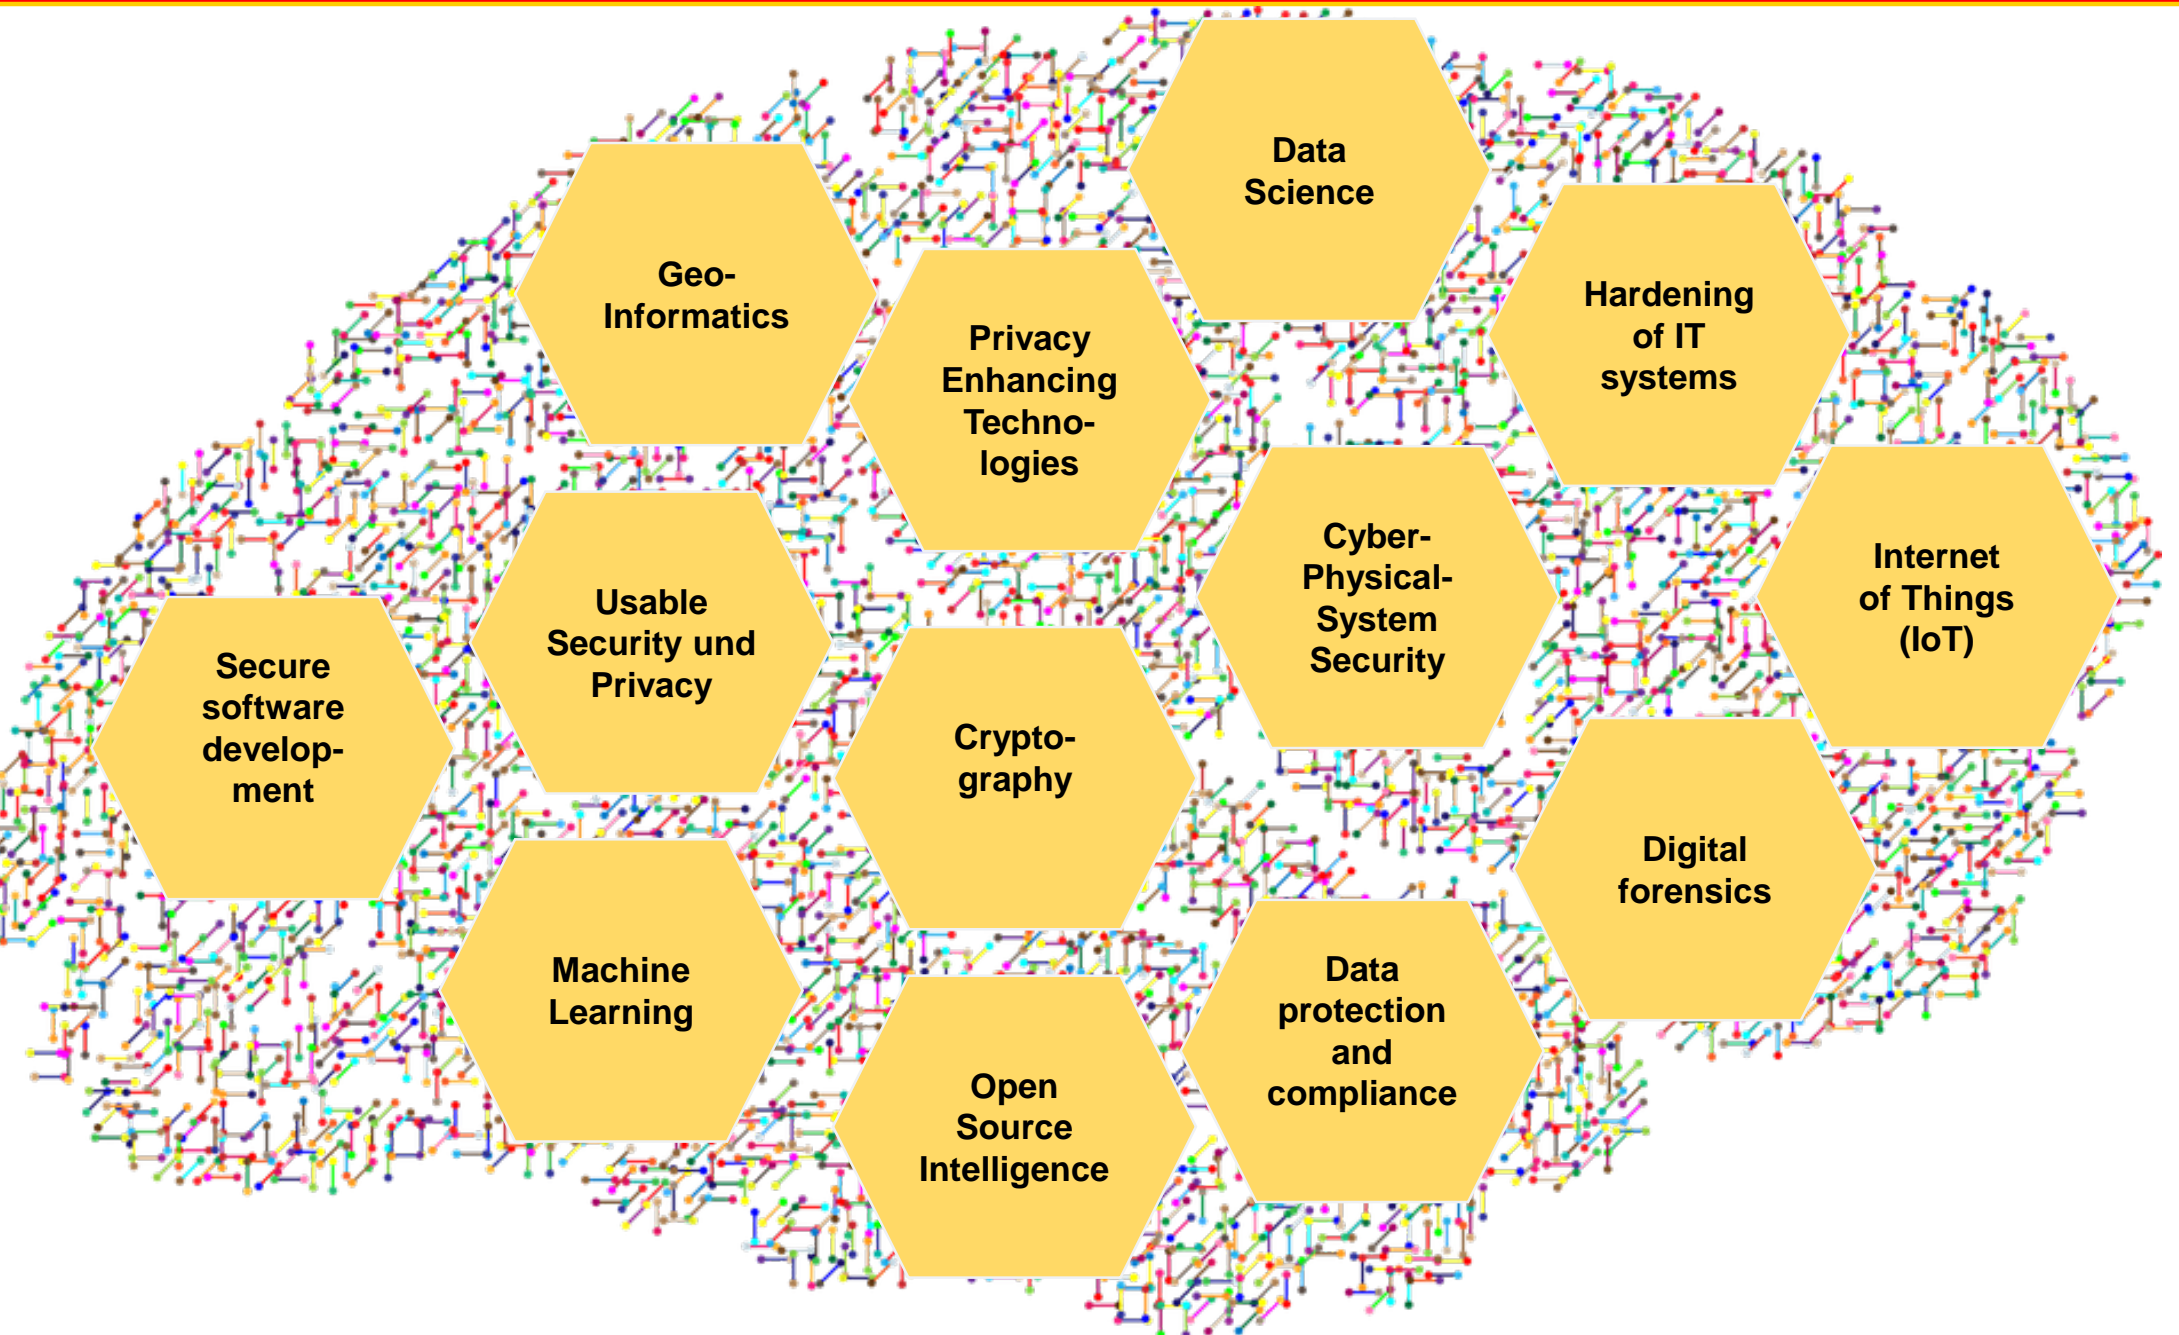 Data
Science
Geo-
Informatics
Privacy
Enhancing
Techno-
logies
Hardening
of IT
systems
Cyber-
Physical-
System
Security
Internet
of Things
(IoT)
Usable
Security und
Privacy
Secure
software
develop-
ment
Crypto-
graphy
Digital
forensics
Machine
Learning
Data
protection
and
compliance
Open
Source
Intelligence